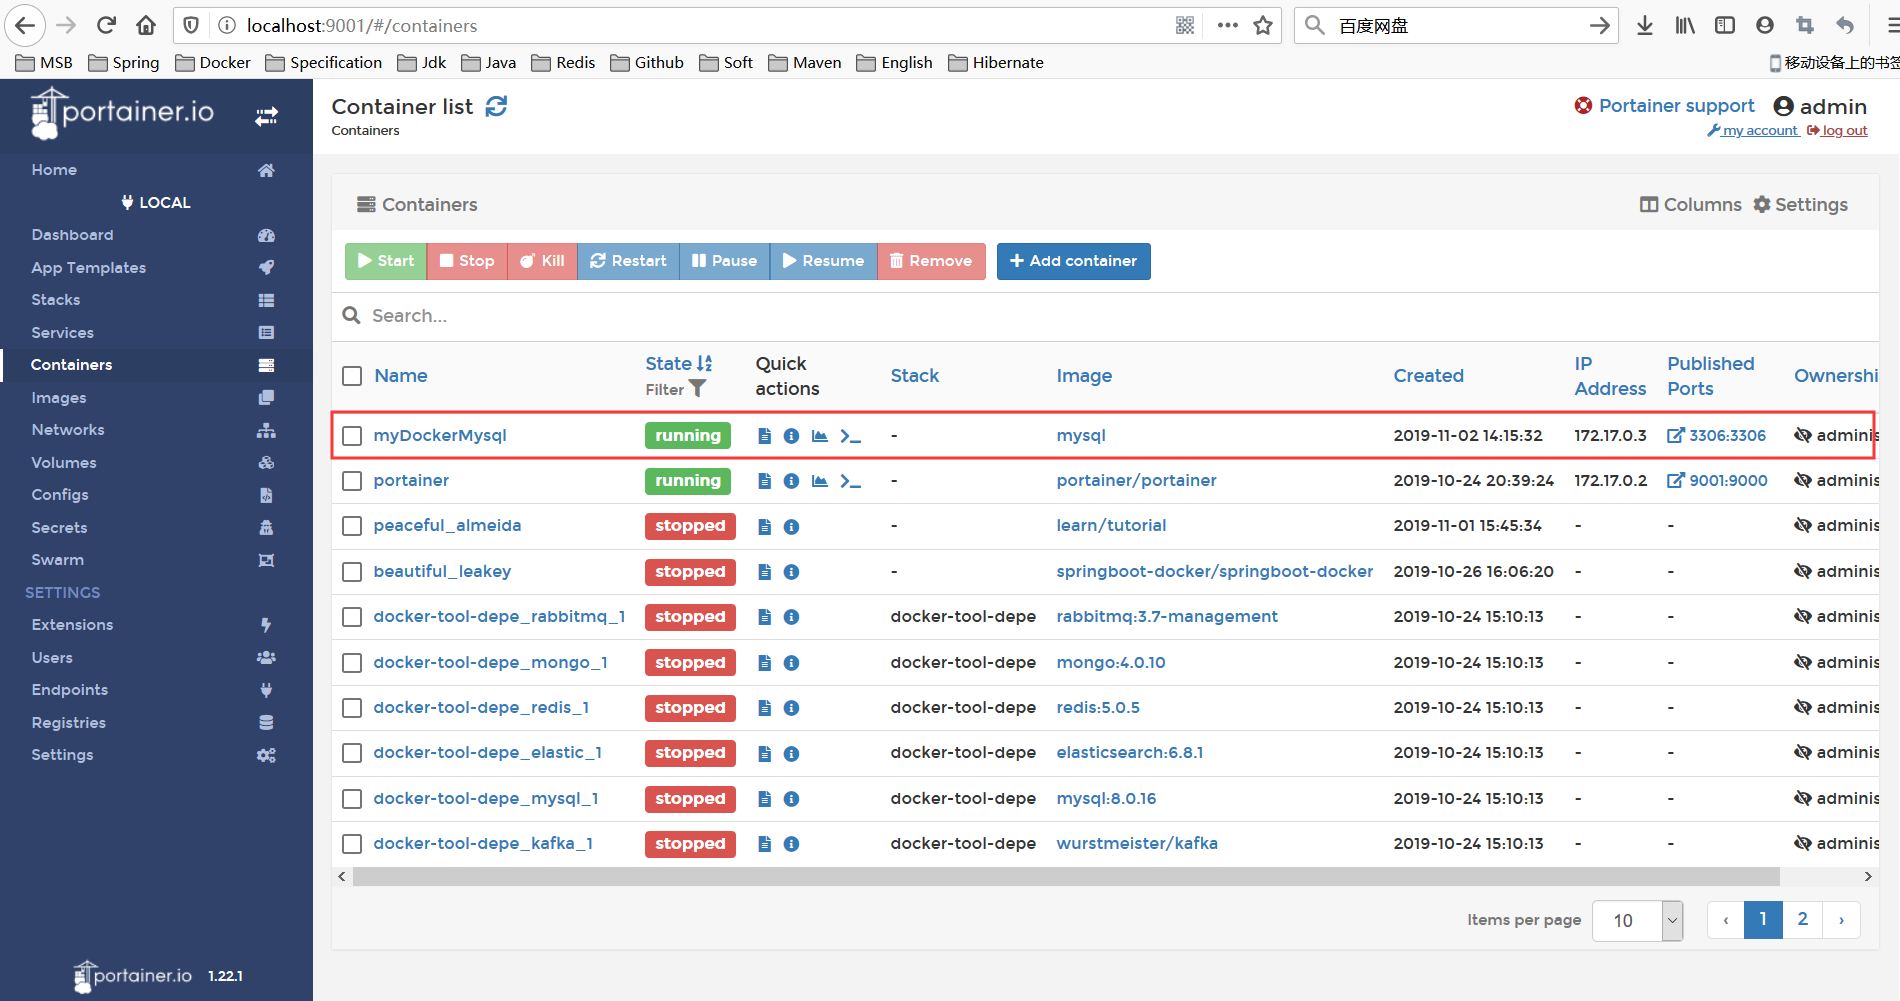 localhost:9001/#/containers
百度网盘
MSB Spring Docker Specification Jdk Java Redis Github Soft Maven English Hibernate
移动设备上的书签
portainer.io
Container list
Containers
Portainer support admin
my account log out
Home
LOCAL
Dashboard
App Templates
Stacks
Services
Containers
Images
Networks
Volumes
Configs
Secrets
Swarm
SETTINGS
Extensions
Users
Endpoints
Registries
Settings
portainer.io 1.22.1
Containers
Columns Settings
Start Stop Kill Restart Pause Resume Remove Add container
Search...
Name State Filter Quick actions Stack Image Created IP Address Published Ports Ownershi
myDockerMysql running - mysql 2019-11-02 14:15:32 172.17.0.3 3306:3306 adminis
portainer running - portainer/portainer 2019-10-24 20:39:24 172.17.0.2 9001:9000 adminis
peaceful_almeida stopped - learn/tutorial 2019-11-01 15:45:34 - - adminis
beautiful_leakey stopped - springboot-docker/springboot-docker 2019-10-26 16:06:20 - - adminis
docker-tool-depe_rabbitmq_1 stopped docker-tool-depe rabbitmq:3.7-management 2019-10-24 15:10:13 - - adminis
docker-tool-depe_mongo_1 stopped docker-tool-depe mongo:4.0.10 2019-10-24 15:10:13 - - adminis
docker-tool-depe_redis_1 stopped docker-tool-depe redis:5.0.5 2019-10-24 15:10:13 - - adminis
docker-tool-depe_elastic_1 stopped docker-tool-depe elasticsearch:6.8.1 2019-10-24 15:10:13 - - adminis
docker-tool-depe_mysql_1 stopped docker-tool-depe mysql:8.0.16 2019-10-24 15:10:13 - - adminis
docker-tool-depe_kafka_1 stopped docker-tool-depe wurstmeister/kafka 2019-10-24 15:10:13 - - adminis
Items per page 10 ‹ 1 2 ›